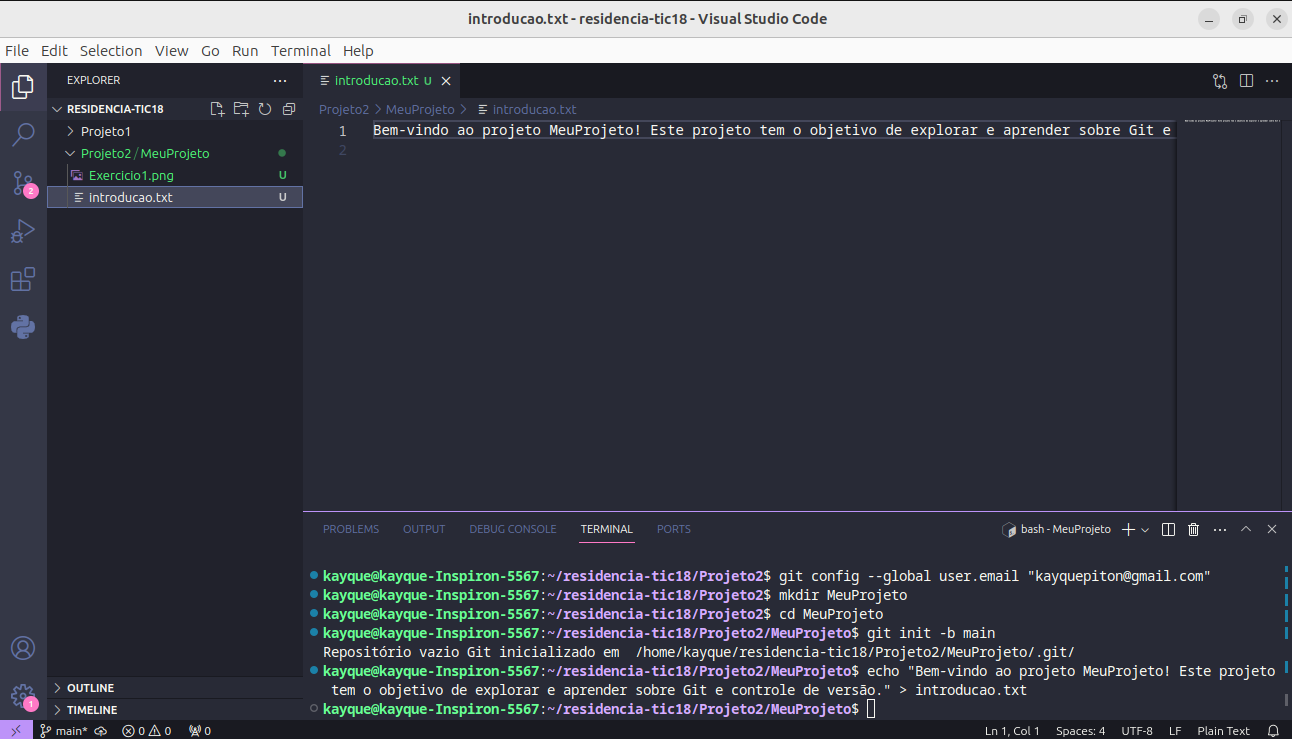 introducao.txt - residencia-tic18 - Visual Studio Code
File Edit Selection View Go Run Terminal Help
EXPLORER
RESIDENCIA-TIC18
Projeto1
Projeto2 / MeuProjeto
Exercicio1.png U
introducao.txt U
2
1
OUTLINE
TIMELINE
introducao.txt U
Projeto2 > MeuProjeto > introducao.txt
1 Bem-vindo ao projeto MeuProjeto! Este projeto tem o objetivo de explorar e aprender sobre Git e
2
PROBLEMS OUTPUT DEBUG CONSOLE TERMINAL PORTS
bash - MeuProjeto
kayque@kayque-Inspiron-5567:~/residencia-tic18/Projeto2$ git config --global user.email "kayquepiton@gmail.com"
kayque@kayque-Inspiron-5567:~/residencia-tic18/Projeto2$ mkdir MeuProjeto
kayque@kayque-Inspiron-5567:~/residencia-tic18/Projeto2$ cd MeuProjeto
kayque@kayque-Inspiron-5567:~/residencia-tic18/Projeto2/MeuProjeto$ git init -b main
Repositório vazio Git inicializado em /home/kayque/residencia-tic18/Projeto2/MeuProjeto/.git/
kayque@kayque-Inspiron-5567:~/residencia-tic18/Projeto2/MeuProjeto$ echo "Bem-vindo ao projeto MeuProjeto! Este projeto
tem o objetivo de explorar e aprender sobre Git e controle de versão." > introducao.txt
kayque@kayque-Inspiron-5567:~/residencia-tic18/Projeto2/MeuProjeto$
main* 0 0 0 Ln 1, Col 1 Spaces: 4 UTF-8 LF Plain Text